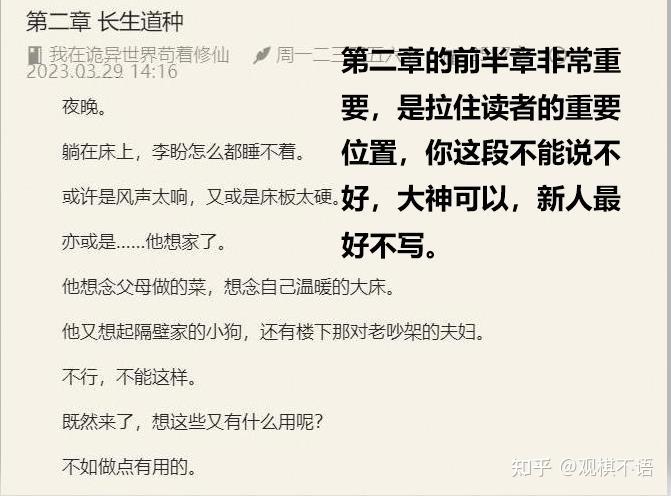 第二章 长生道种
我在诡异世界苟着修仙 周一二三
2023.03.29 14:16
第二章的前半章非常重
要，是拉住读者的重要
位置，你这段不能说不
好，大神可以，新人最
好不写。
夜晚。
躺在床上，李盼怎么都睡不着。
或许是风声太响，又或是床板太硬。
亦或是......他想家了。
他想念父母做的菜，想念自己温暖的大床。
他又想起隔壁家的小狗，还有楼下那对老吵架的夫妇。
不行，不能这样。
既然来了，想这些又有什么用呢？
不如做点有用的。
知乎 @观棋不语